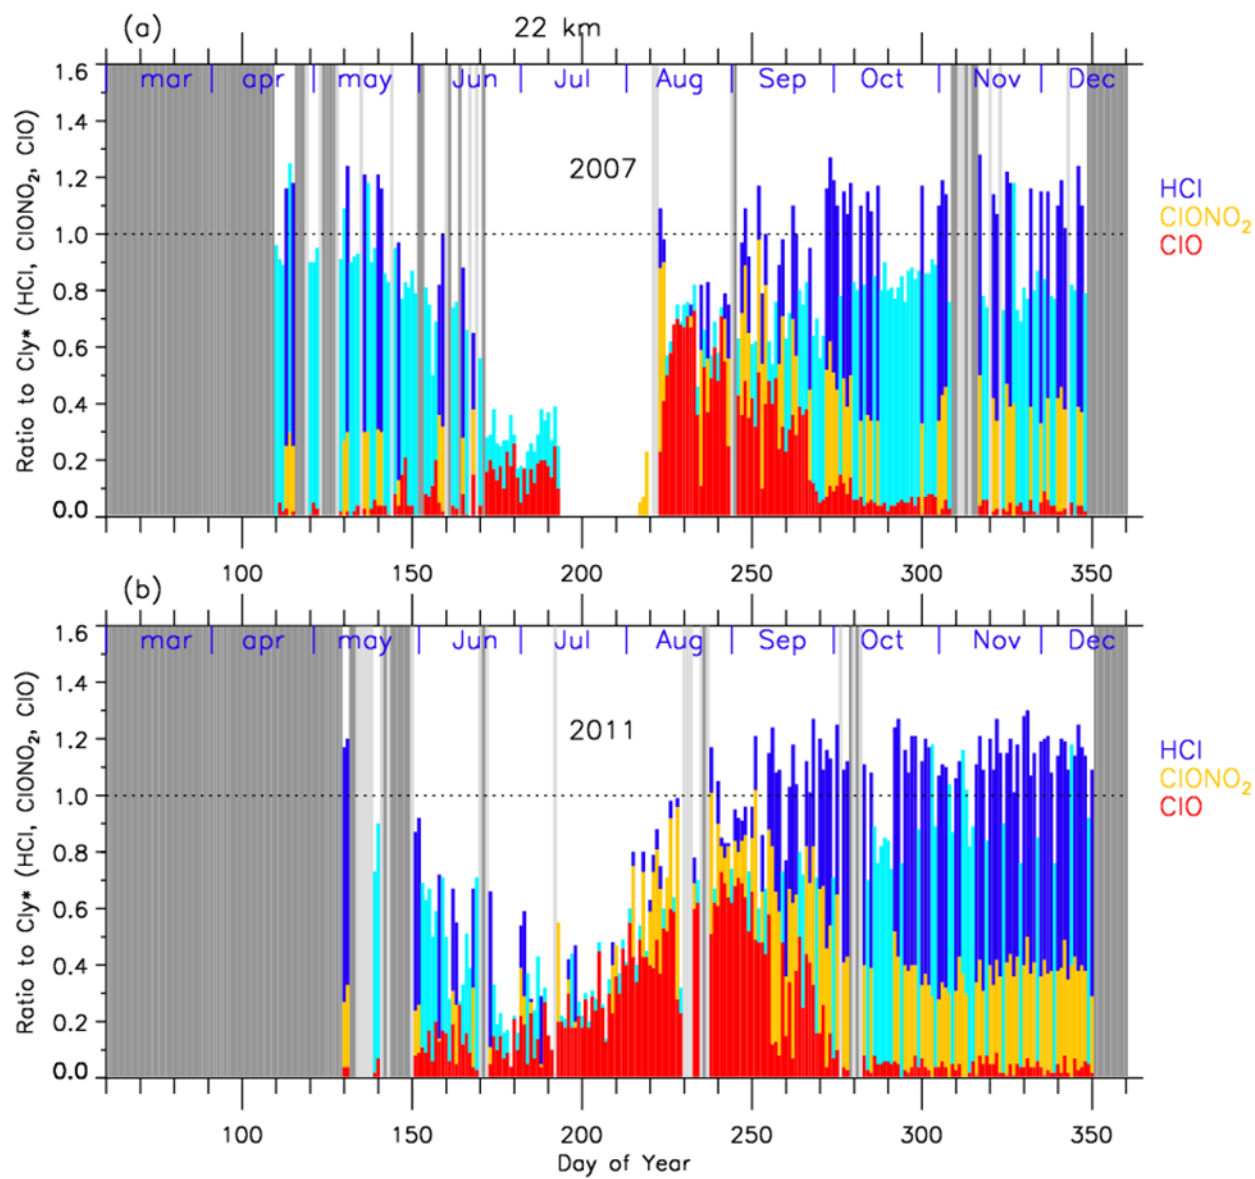 (a)
22 km
1.6
1.4
1.2
1.0
0.8
0.6
0.4
0.2
0.0
Ratio to Cly* (HCl, ClONO₂, ClO)
mar | apr | may | Jun | Jul | Aug | Sep | Oct | Nov | Dec
2007
HCl
ClONO₂
ClO
100 150 200 250 300 350
(b)
1.6
1.4
1.2
1.0
0.8
0.6
0.4
0.2
0.0
Ratio to Cly* (HCl, ClONO₂, ClO)
mar | apr | may | Jun | Jul | Aug | Sep | Oct | Nov | Dec
2011
HCl
ClONO₂
ClO
100 150 200 250 300 350
Day of Year